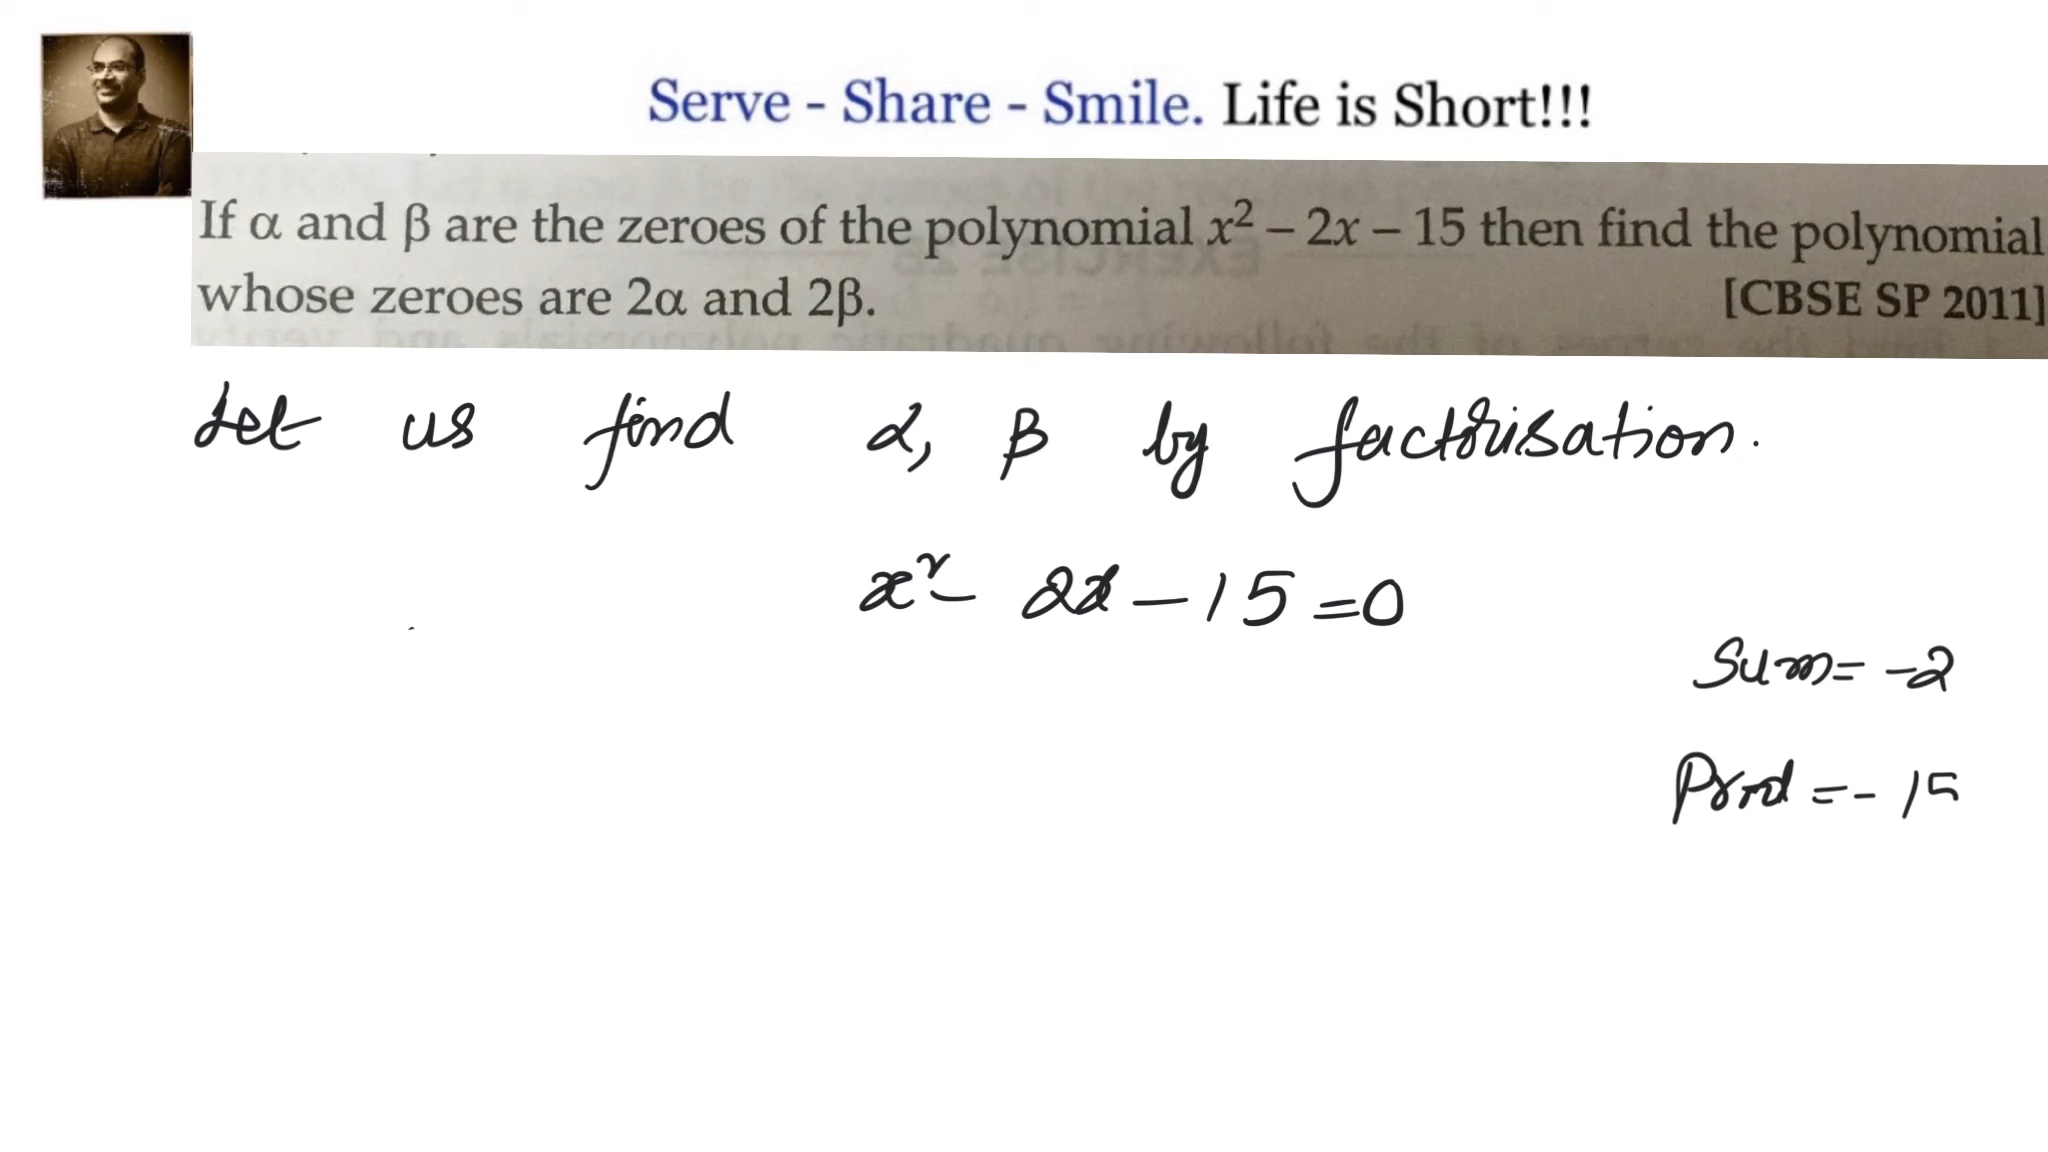 Serve - Share - Smile. Life is Short!!!
If α and β are the zeroes of the polynomial x² – 2x – 15 then find the polynomial
whose zeroes are 2α and 2β. [CBSE SP 2011]
Let us find α, β by factorisation.
x² - 2x - 15 = 0
Sum = -2
Prod = - 15